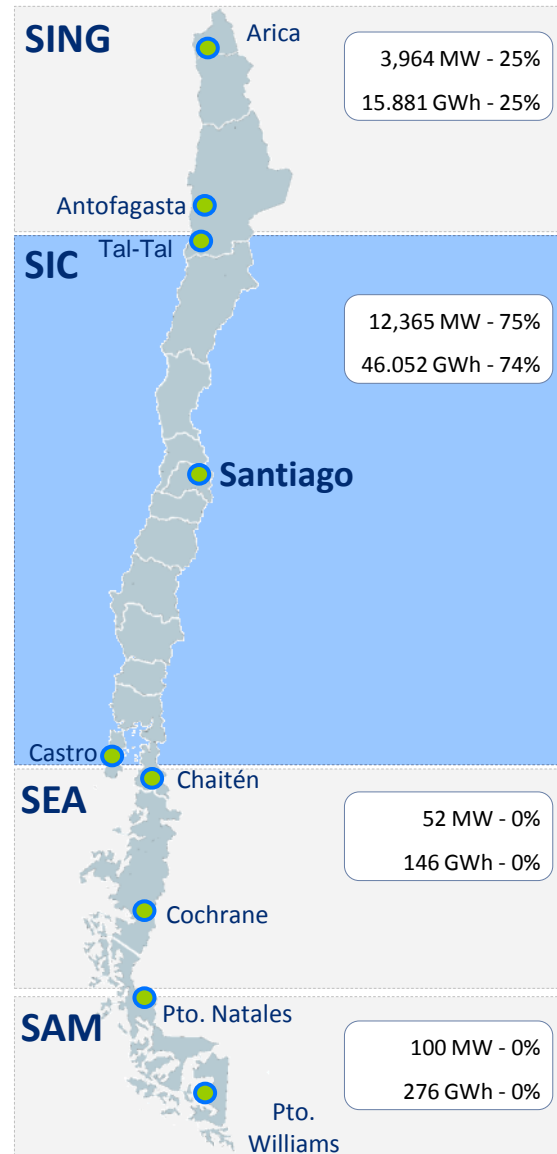 SING
Arica
3,964 MW - 25%
15.881 GWh - 25%
Antofagasta
Tal-Tal
SIC
12,365 MW - 75%
46.052 GWh - 74%
Santiago
Castro
Chaitén
SEA
52 MW - 0%
146 GWh - 0%
Cochrane
Pto. Natales
SAM
100 MW - 0%
276 GWh - 0%
Pto.
Williams